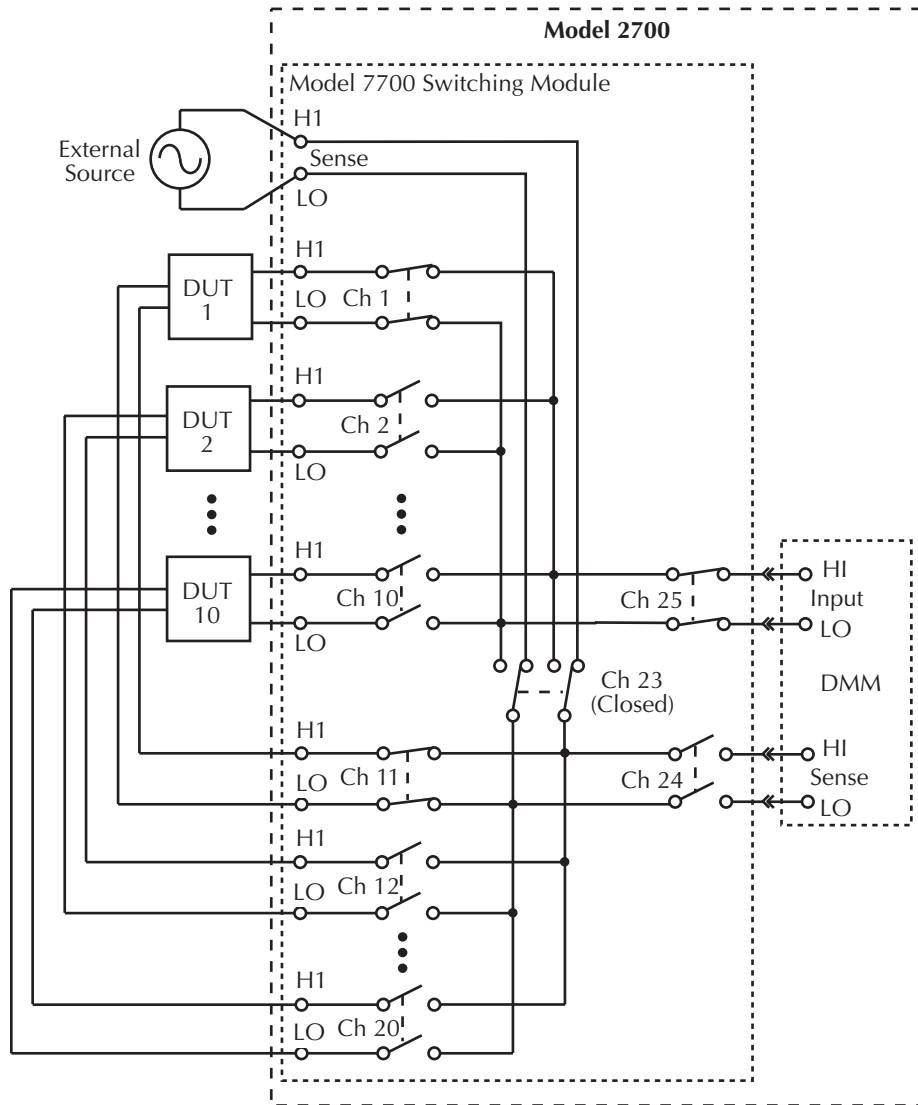 Model 2700
Model 7700 Switching Module
H1
External
Source
Sense
LO
H1
DUT
1
LO
Ch 1
H1
DUT
2
Ch 2
LO
H1
DUT
10
Ch 10
LO
Ch 25
HI
Input
LO
Ch 23
(Closed)
DMM
H1
LO
Ch 11
Ch 24
HI
Sense
LO
H1
LO
Ch 12
H1
LO
Ch 20